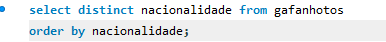 select distinct nacionalidade from gafanhotos
order by nacionalidade;